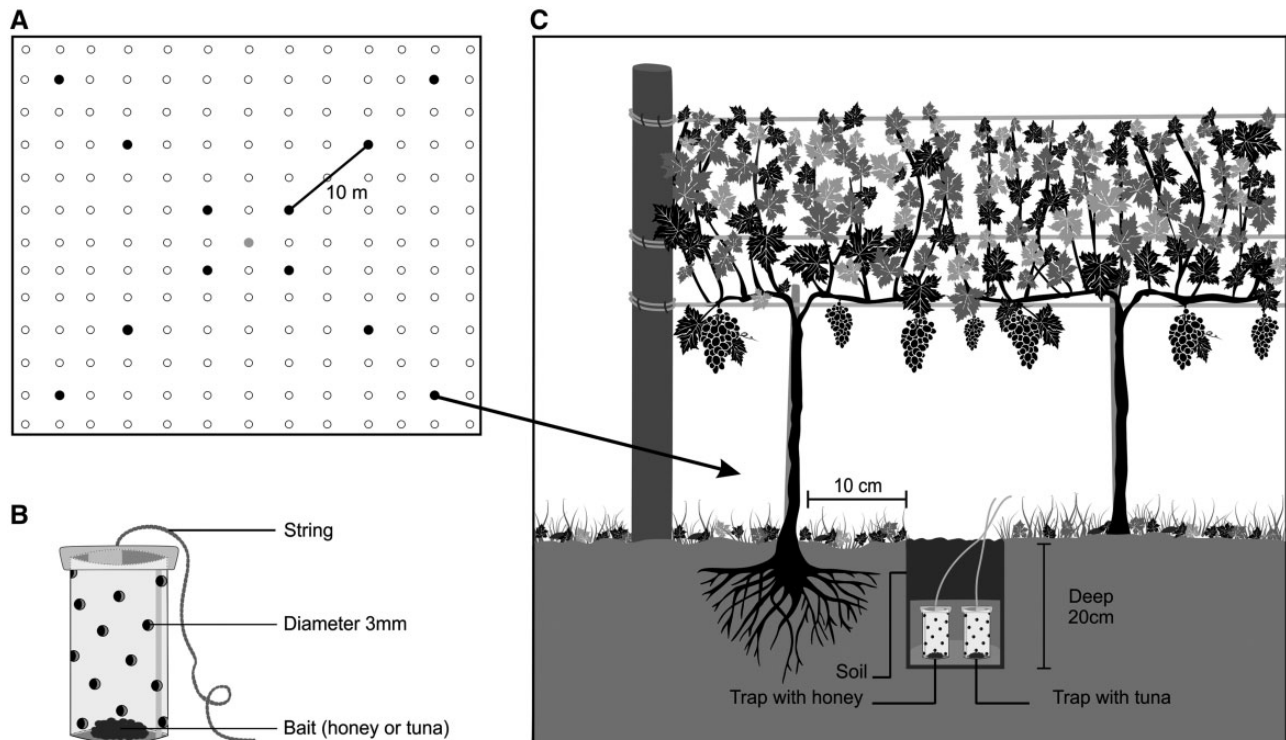 A
10 m
B
String
Diameter 3mm
Bait (honey or tuna)
C
10 cm
Deep
20cm
Soil
Trap with honey
Trap with tuna